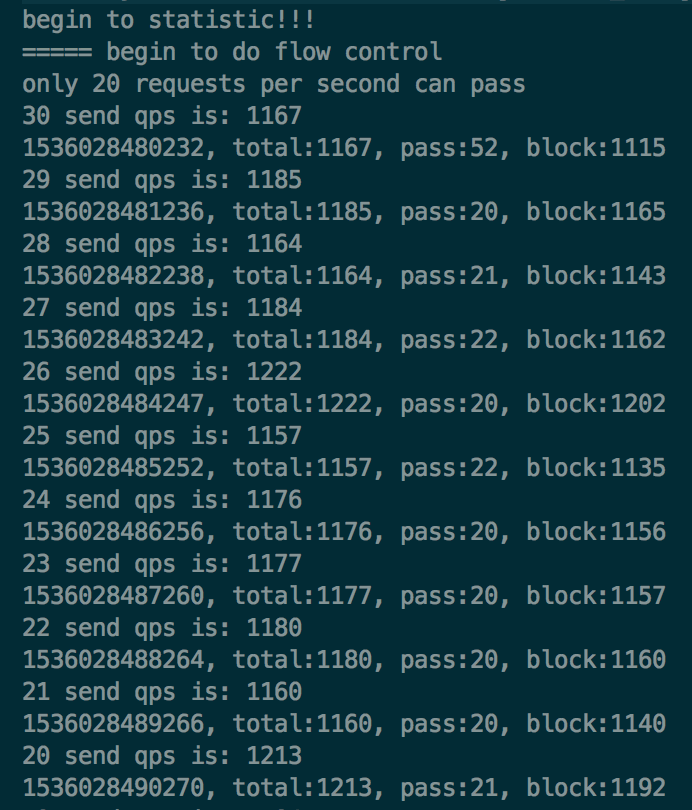 begin to statistic!!!
===== begin to do flow control
only 20 requests per second can pass
30 send qps is: 1167
1536028480232, total:1167, pass:52, block:1115
29 send qps is: 1185
1536028481236, total:1185, pass:20, block:1165
28 send qps is: 1164
1536028482238, total:1164, pass:21, block:1143
27 send qps is: 1184
1536028483242, total:1184, pass:22, block:1162
26 send qps is: 1222
1536028484247, total:1222, pass:20, block:1202
25 send qps is: 1157
1536028485252, total:1157, pass:22, block:1135
24 send qps is: 1176
1536028486256, total:1176, pass:20, block:1156
23 send qps is: 1177
1536028487260, total:1177, pass:20, block:1157
22 send qps is: 1180
1536028488264, total:1180, pass:20, block:1160
21 send qps is: 1160
1536028489266, total:1160, pass:20, block:1140
20 send qps is: 1213
1536028490270, total:1213, pass:21, block:1192